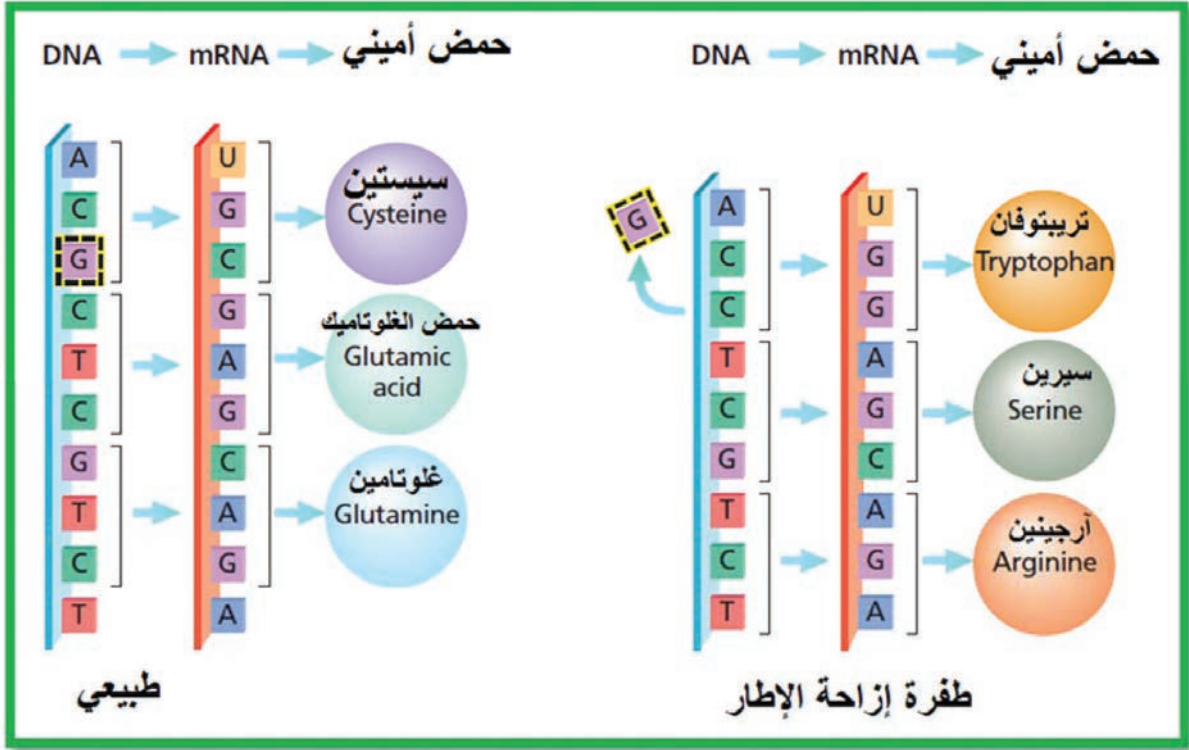 DNA → mRNA → حمض أميني
A
C
G
C
T
C
G
T
C
T
U
G
C
G
A
G
C
A
G
A
سيستين
Cysteine
حمض الغلوتاميك
Glutamic
acid
غلوتامين
Glutamine
طبيعي
DNA → mRNA → حمض أميني
G
A
C
C
T
C
G
T
C
T
U
G
G
A
G
C
A
G
A
تريبتوفان
Tryptophan
سيرين
Serine
آرجينين
Arginine
طفرة إزاحة الإطار